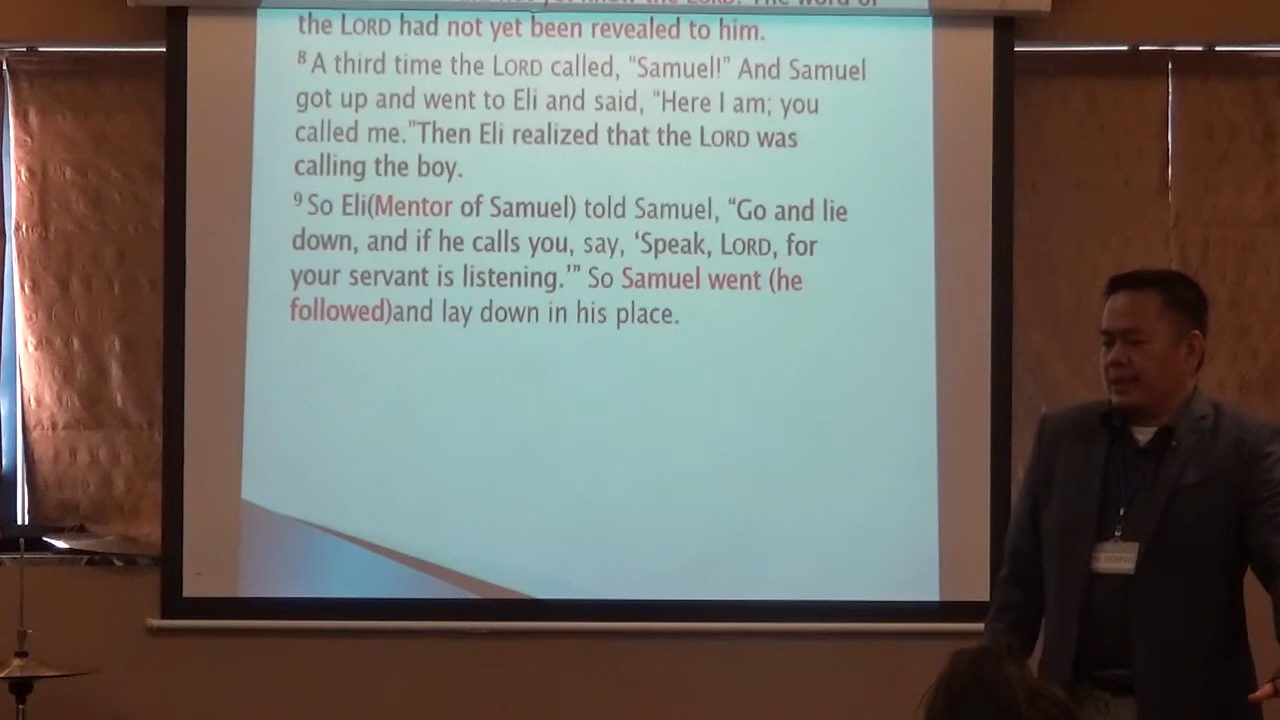 the LORD had not yet been revealed to him.
8 A third time the LORD called, “Samuel!” And Samuel
got up and went to Eli and said, “Here I am; you
called me.”Then Eli realized that the LORD was
calling the boy.
9 So Eli(Mentor of Samuel) told Samuel, “Go and lie
down, and if he calls you, say, ‘Speak, LORD, for
your servant is listening.’” So Samuel went (he
followed)and lay down in his place.